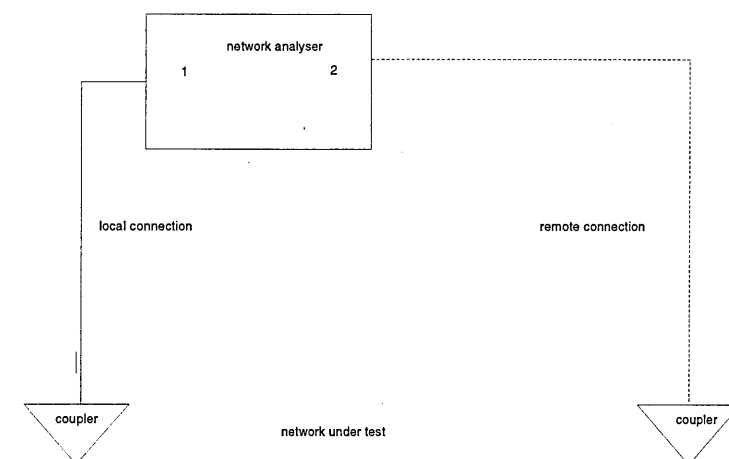 network analyser
1
2
local connection
remote connection
coupler
coupler
network under test